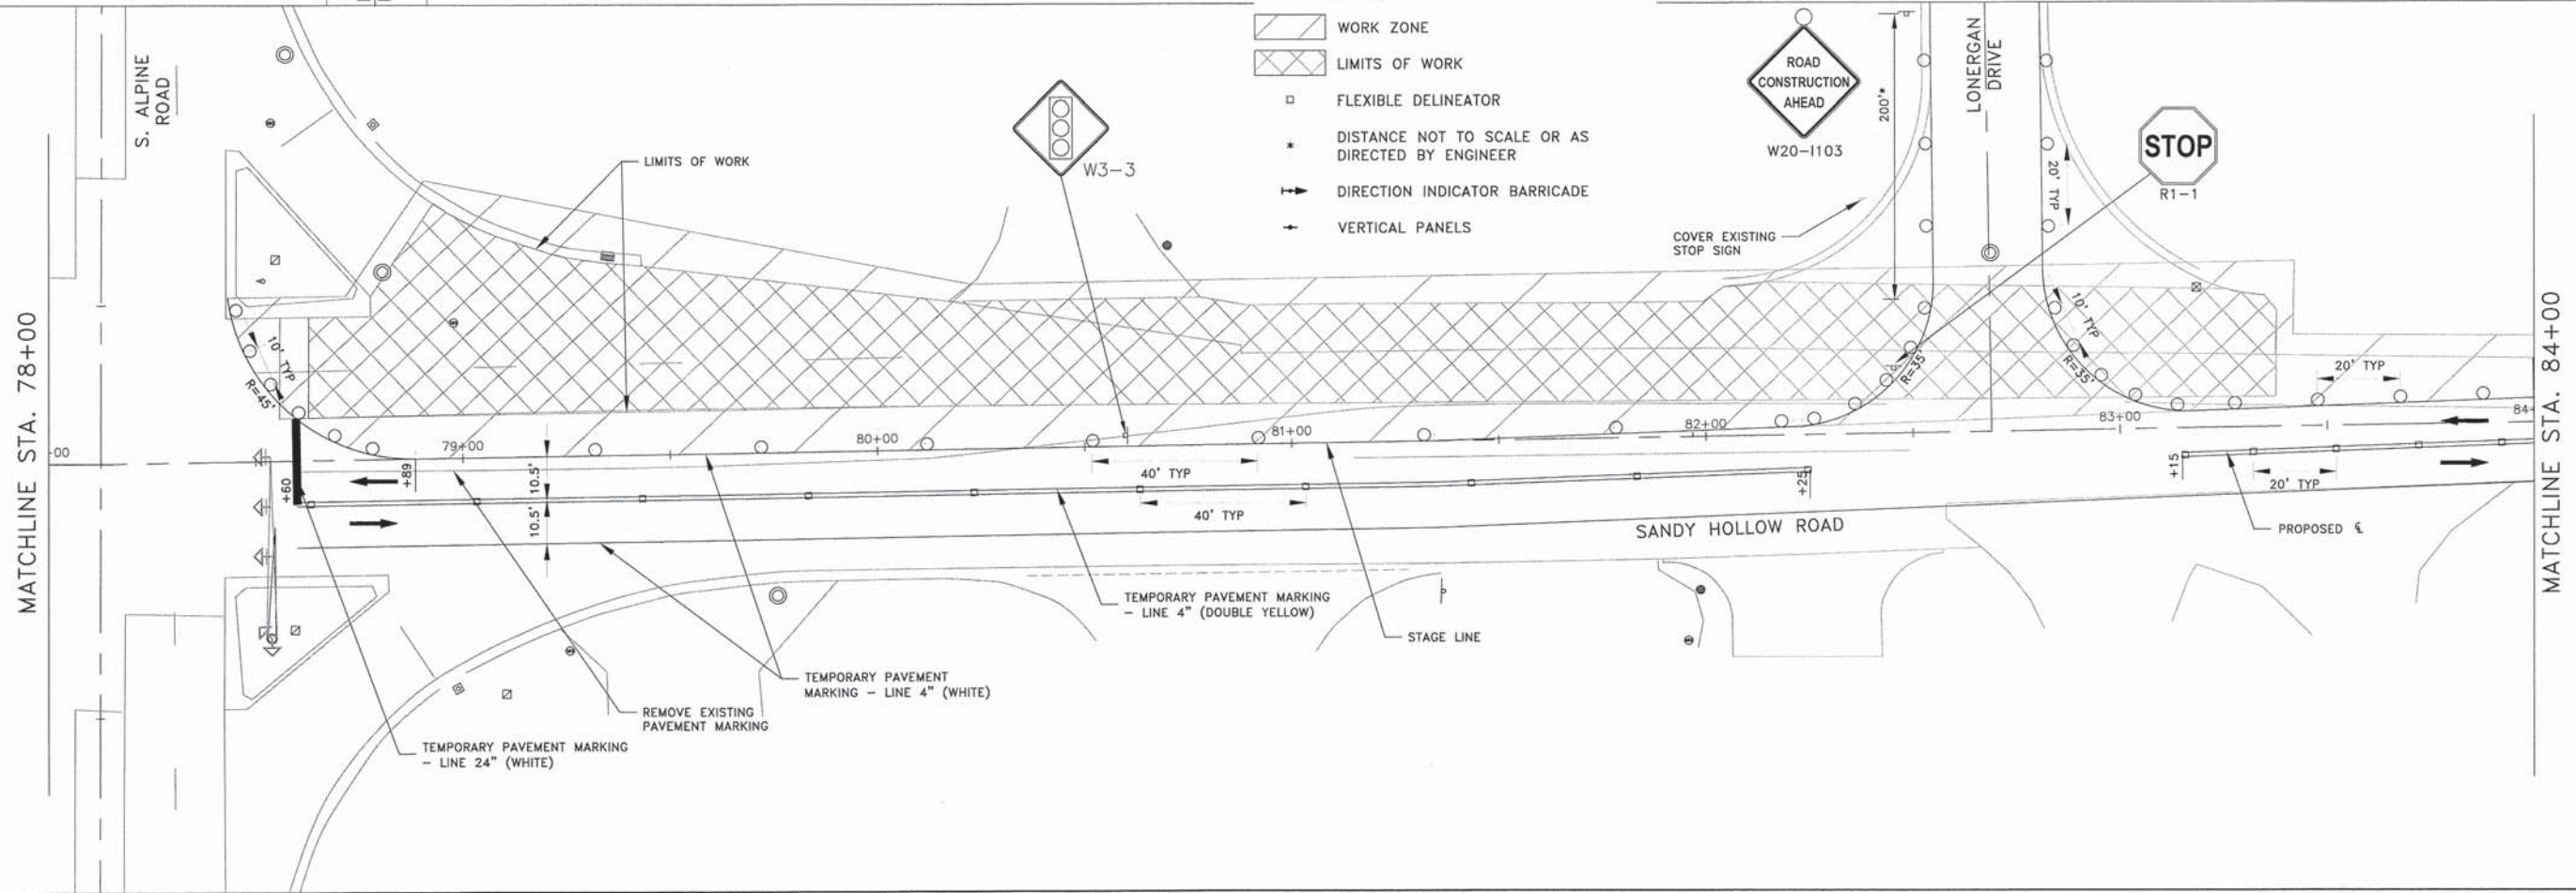 S. ALPINE
ROAD
WORK ZONE
LIMITS OF WORK
FLEXIBLE DELINEATOR
* DISTANCE NOT TO SCALE OR AS
DIRECTED BY ENGINEER
DIRECTION INDICATOR BARRICADE
VERTICAL PANELS
ROAD
CONSTRUCTION
AHEAD
W20-I103
200'*
LONERGAN
DRIVE
STOP
R1-1
20' TYP
W3-3
LIMITS OF WORK
COVER EXISTING
STOP SIGN
MATCHLINE STA. 78+00
MATCHLINE STA. 84+00
10' TYP
R=45'
R=35'
10' TYP
R=35'
20' TYP
00
79+00
80+00
81+00
82+00
83+00
84
+60
+89
10.5'
10.5'
40' TYP
40' TYP
+25
+15
20' TYP
SANDY HOLLOW ROAD
PROPOSED ℄
TEMPORARY PAVEMENT MARKING
- LINE 4" (DOUBLE YELLOW)
STAGE LINE
TEMPORARY PAVEMENT
MARKING - LINE 4" (WHITE)
REMOVE EXISTING
PAVEMENT MARKING
TEMPORARY PAVEMENT MARKING
- LINE 24" (WHITE)